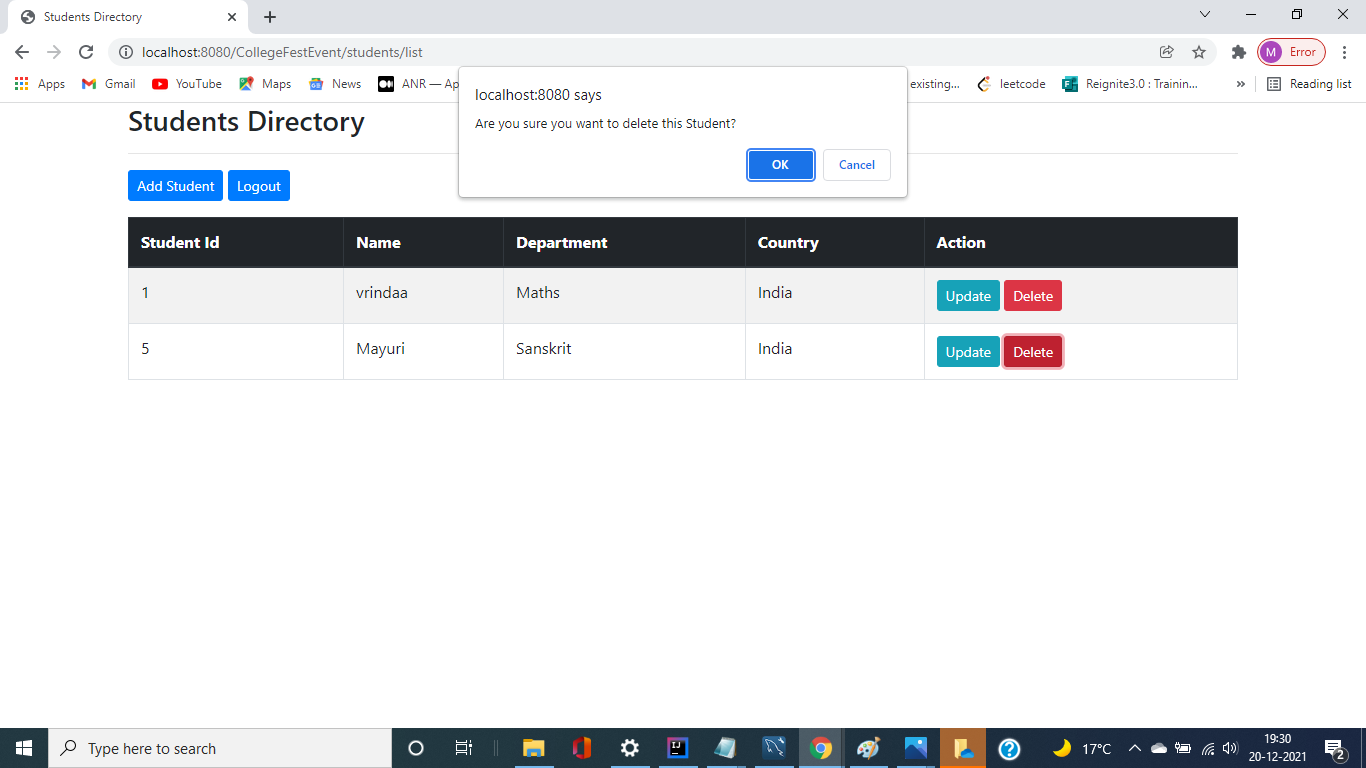 Students Directory
localhost:8080/CollegeFestEvent/students/list
M Error
Apps Gmail YouTube Maps News ANR — Ap existing... leetcode Reignite3.0 : Trainin... » Reading list
localhost:8080 says
Are you sure you want to delete this Student?
OK Cancel
Students Directory
Add Student Logout
Student Id Name Department Country Action
1 vrindaa Maths India Update Delete
5 Mayuri Sanskrit India Update Delete
Type here to search
17°C
19:30
20-12-2021
2